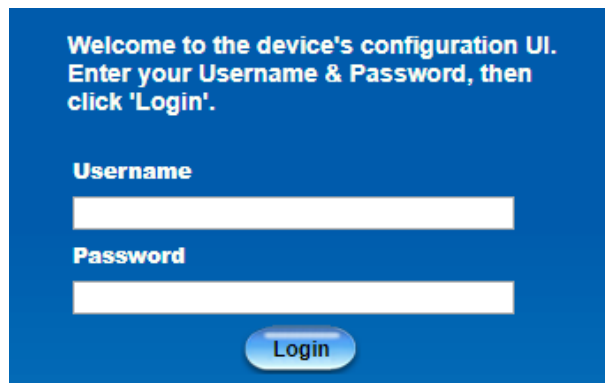 Welcome to the device's configuration UI.
Enter your Username & Password, then
click 'Login'.
Username
Password
Login